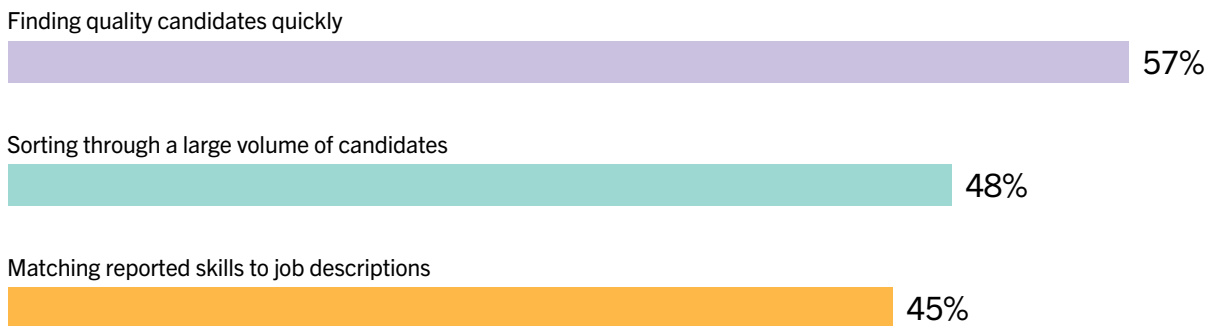 Finding quality candidates quickly
57%
Sorting through a large volume of candidates
48%
Matching reported skills to job descriptions
45%